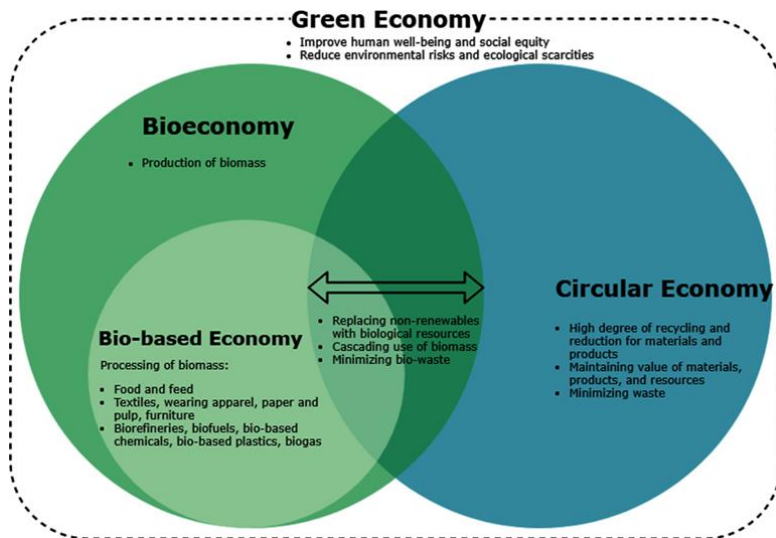 Green Economy
• Improve human well-being and social equity
• Reduce environmental risks and ecological scarcities
Bioeconomy
• Production of biomass
Bio-based Economy
Processing of biomass:
• Food and feed
• Textiles, wearing apparel, paper and
pulp, furniture
• Biorefineries, biofuels, bio-based
chemicals, bio-based plastics, biogas
• Replacing non-renewables
with biological resources
• Cascading use of biomass
• Minimizing bio-waste
Circular Economy
• High degree of recycling and
reduction for materials and
products
• Maintaining value of materials,
products, and resources
• Minimizing waste